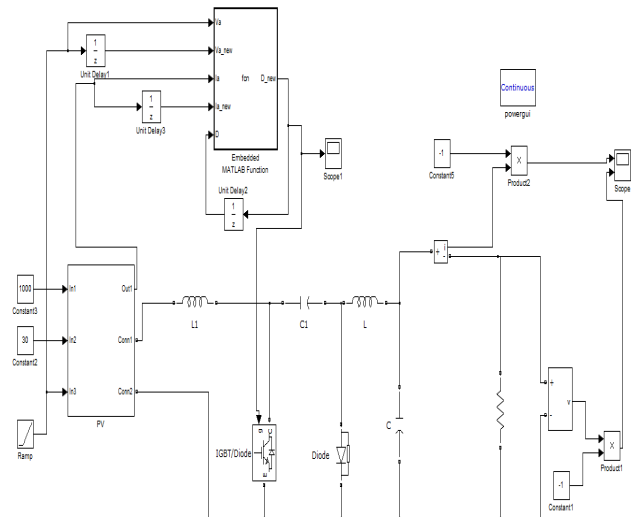 Va
Va_new
Ia
Ia_new
D
fcn
D_new
Embedded
MATLAB Function
1
z
Unit Delay1
1
z
Unit Delay3
1
z
Unit Delay2
Scope1
Continuous
powergui
-1
Constant5
X
Product2
Scope
1000
Constant3
30
Constant2
Ramp
In1
In2
In3
Out1
Conn1
Conn2
PV
L1
C1
L
+
i
-
C
IGBT/Diode
g
Diode
+
-
v
X
Product1
-1
Constant1